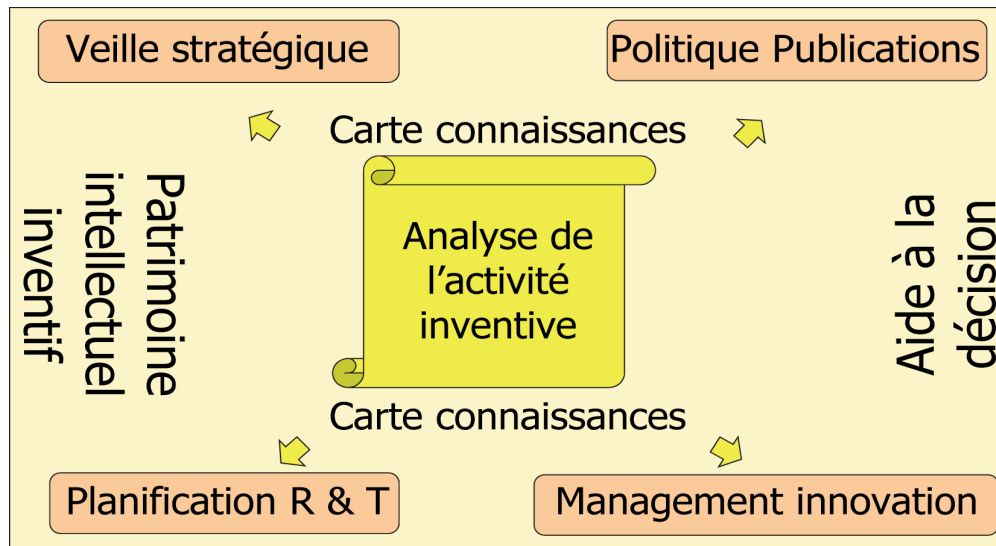 Veille stratégique
Politique Publications
Carte connaissances
Patrimoine
intellectuel
inventif
Analyse de
l’activité
inventive
Aide à la
décision
Carte connaissances
Planification R & T
Management innovation